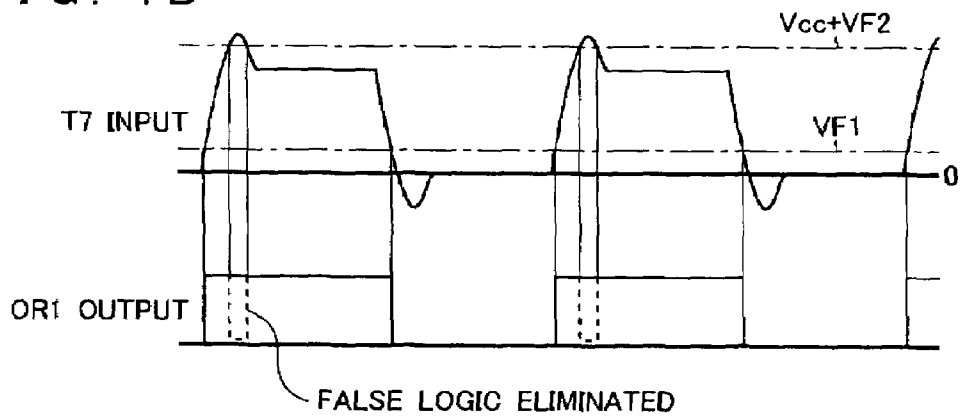 Vcc+VF2
T7 INPUT
VF1
0
OR1 OUTPUT
FALSE LOGIC ELIMINATED